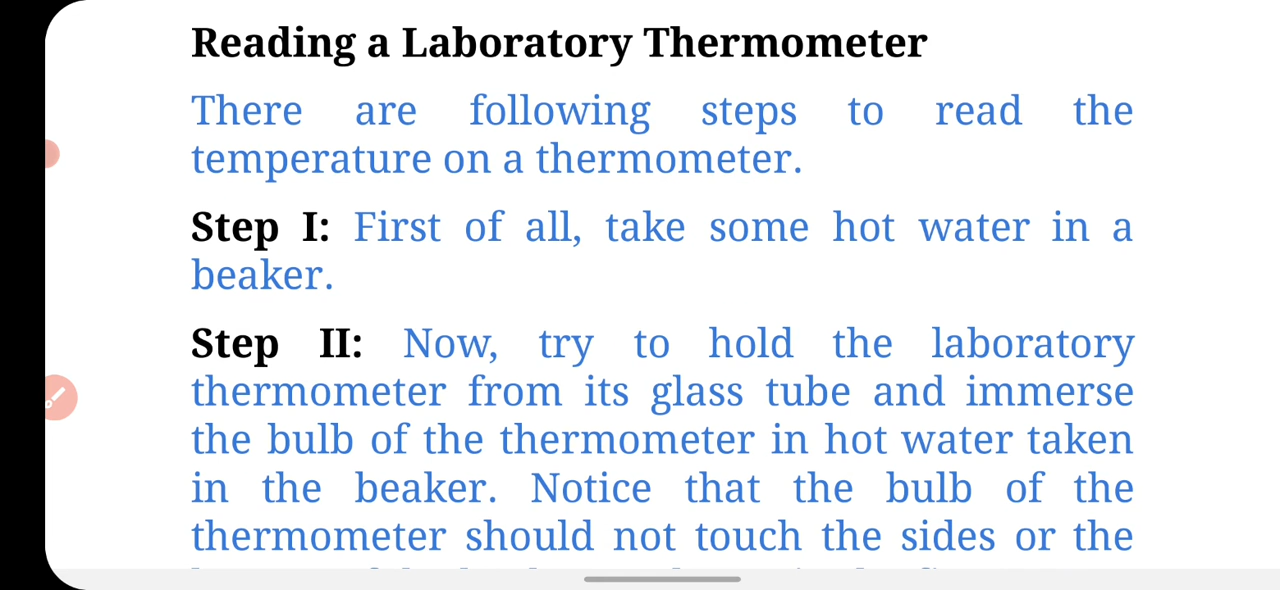 Reading a Laboratory Thermometer
There are following steps to read the
temperature on a thermometer.
Step I: First of all, take some hot water in a
beaker.
Step II: Now, try to hold the laboratory
thermometer from its glass tube and immerse
the bulb of the thermometer in hot water taken
in the beaker. Notice that the bulb of the
thermometer should not touch the sides or the